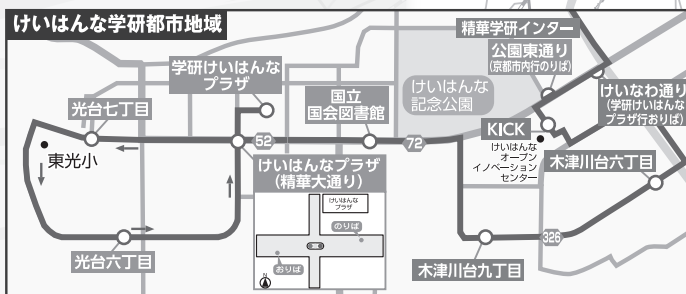 けいはんな学研都市地域
精華学研インター
公園東通り
(京都市内行のりば)
学研けいはんな
プラザ
国立
国会図書館
けいはんな
記念公園
けいなわ通り
(学研けいはんな
プラザ行おりば)
光台七丁目
52
72
KICK
けいはんな
オープン
イノベーション
センター
東光小
けいはんなプラザ
(精華大通り)
木津川台六丁目
けいはんな
プラザ
のりば
おりば
N
光台六丁目
326
木津川台九丁目